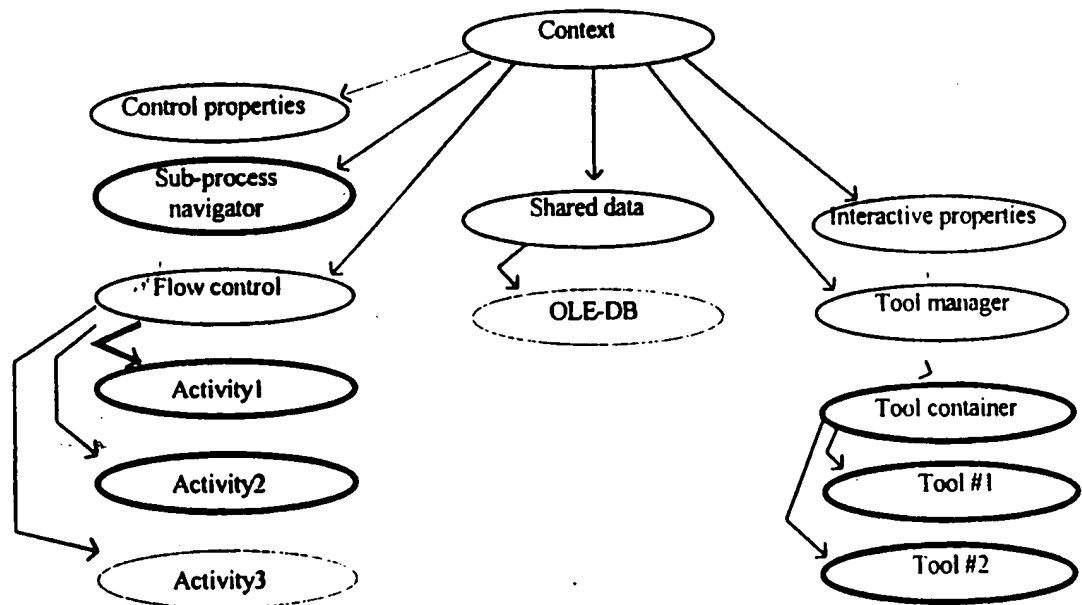 Context
Control properties
Sub-process
navigator
Shared data
Interactive properties
Flow control
OLE-DB
Tool manager
Activity1
Tool container
Activity2
Tool #1
Activity3
Tool #2